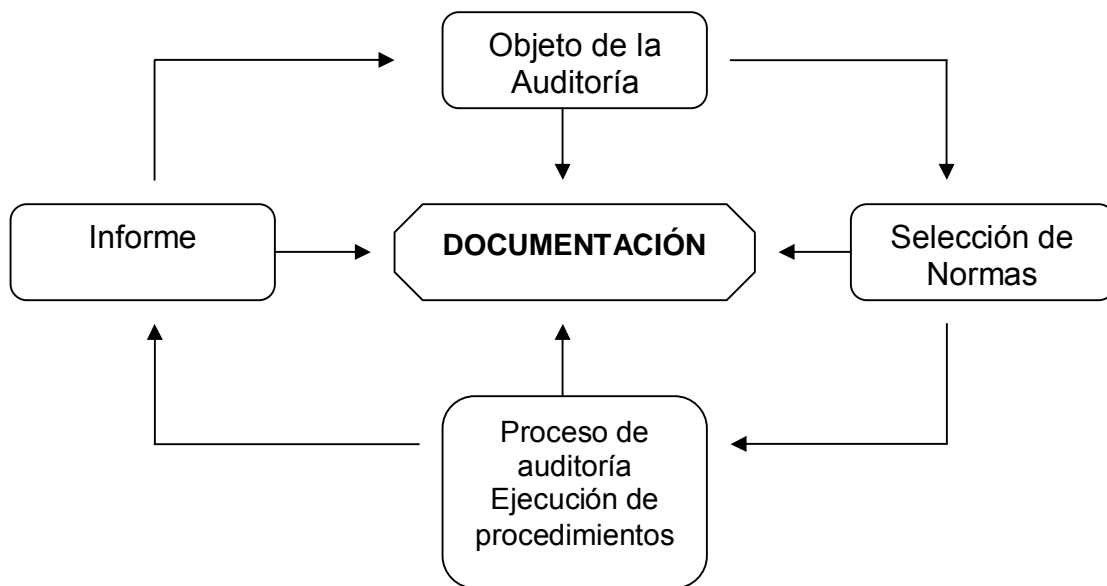 Objeto de la
Auditoría
Informe
DOCUMENTACIÓN
Selección de
Normas
Proceso de
auditoría
Ejecución de
procedimientos